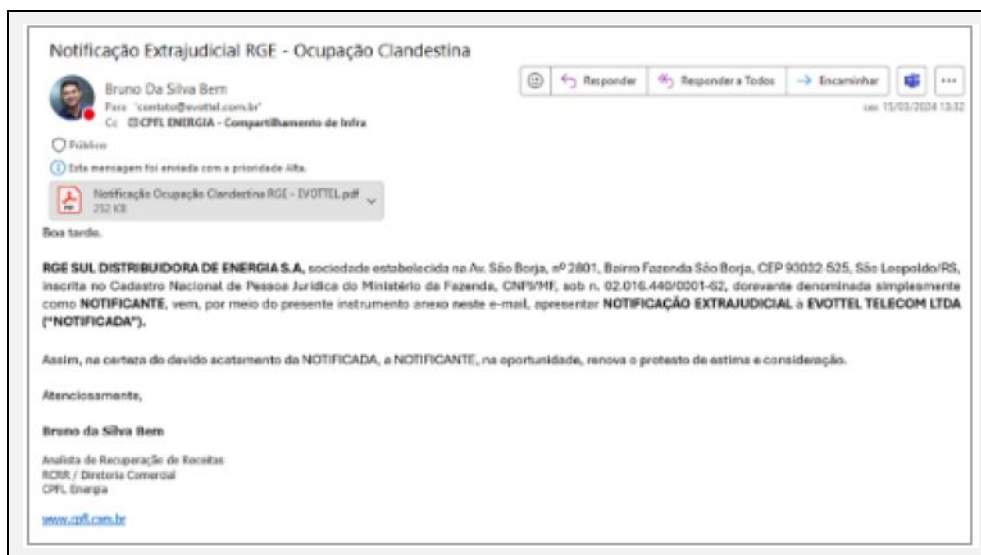 Notificação Extrajudicial RGE - Ocupação Clandestina
Bruno Da Silva Bem
Para 'contato@evottel.com.br'
Cc CPFL ENERGIA - Compartilhamento de Infra
Responder
Responder a Todos
Encaminhar
sex 15/03/2024 13:32
Público
Esta mensagem foi enviada com a prioridade Alta.
Notificação Ocupação Clandestina RGE - EVOTTEL.pdf
252 KB
Boa tarde.
RGE SUL DISTRIBUIDORA DE ENERGIA S.A, sociedade estabelecida na Av. São Borja, nº 2801, Bairro Fazenda São Borja, CEP 93032-525, São Leopoldo/RS,
inscrita no Cadastro Nacional de Pessoa Jurídica do Ministério da Fazenda, CNPJ/MF, sob n. 02.016.440/0001-62, doravante denominada simplesmente
como NOTIFICANTE, vem, por meio do presente instrumento anexo neste e-mail, apresentar NOTIFICAÇÃO EXTRAJUDICIAL à EVOTTEL TELECOM LTDA
("NOTIFICADA").
Assim, na certeza do devido acatamento da NOTIFICADA, a NOTIFICANTE, na oportunidade, renova o protesto de estima e consideração.
Atenciosamente,
Bruno da Silva Bem
Analista de Recuperação de Receitas
RCRR / Diretoria Comercial
CPFL Energia
www.cpfl.com.br